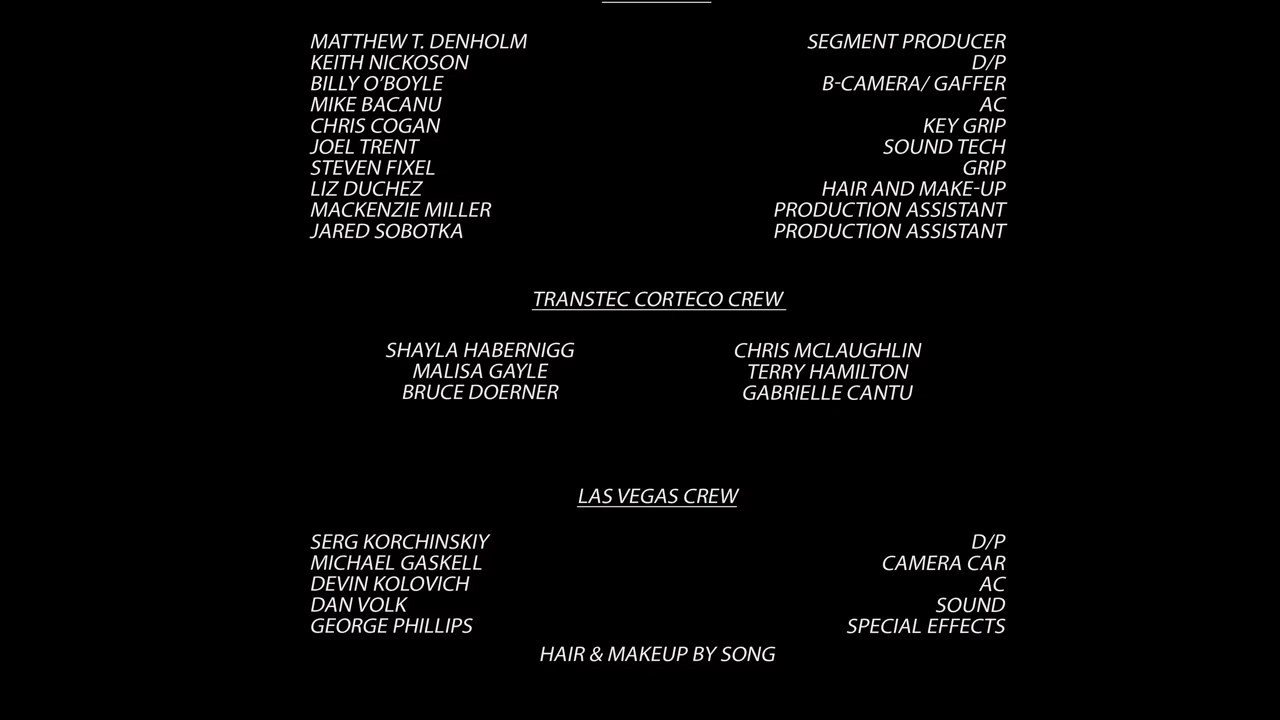 MATTHEW T. DENHOLM SEGMENT PRODUCER
KEITH NICKOSON D/P
BILLY O’BOYLE B-CAMERA/ GAFFER
MIKE BACANU AC
CHRIS COGAN KEY GRIP
JOEL TRENT SOUND TECH
STEVEN FIXEL GRIP
LIZ DUCHEZ HAIR AND MAKE-UP
MACKENZIE MILLER PRODUCTION ASSISTANT
JARED SOBOTKA PRODUCTION ASSISTANT
TRANSTEC CORTECO CREW
SHAYLA HABERNIGG CHRIS MCLAUGHLIN
MALISA GAYLE TERRY HAMILTON
BRUCE DOERNER GABRIELLE CANTU
LAS VEGAS CREW
SERG KORCHINSKIY D/P
MICHAEL GASKELL CAMERA CAR
DEVIN KOLOVICH AC
DAN VOLK SOUND
GEORGE PHILLIPS SPECIAL EFFECTS
HAIR & MAKEUP BY SONG